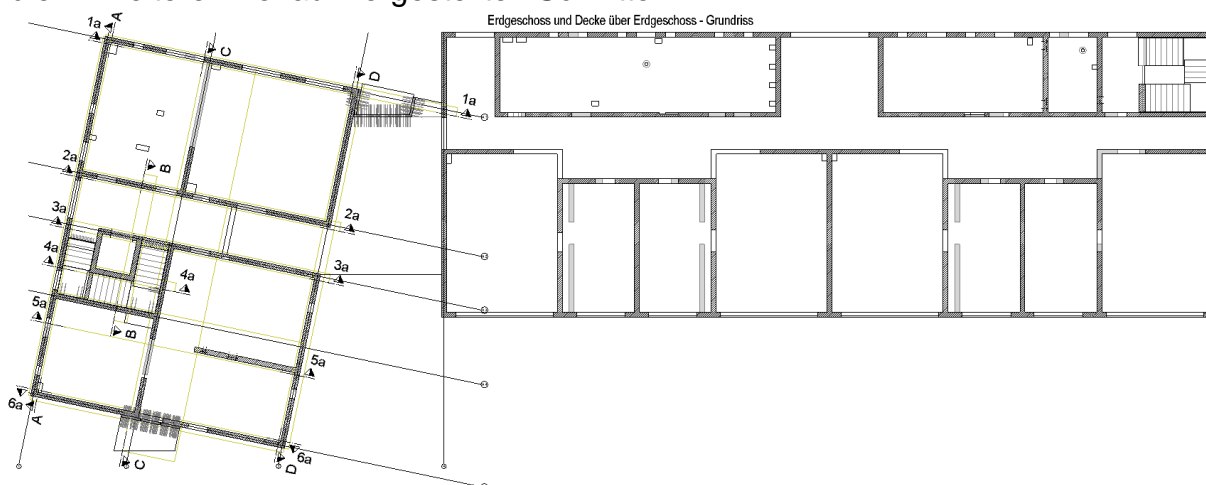 Erdgeschoss und Decke über Erdgeschoss - Grundriss
A
1a
C
D
1a
B
2a
2a
3a
3a
4a
4a
5a
B
5a
6a
A
6a
C
D